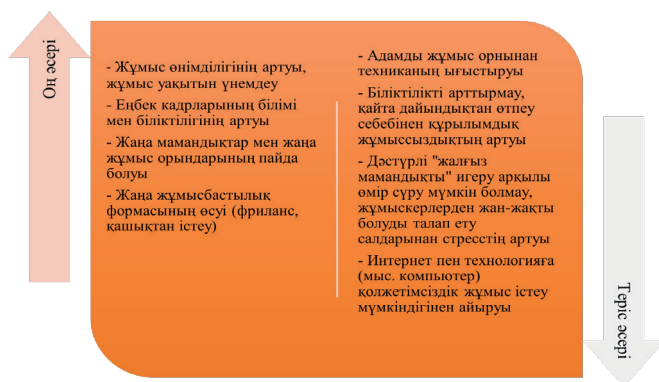 Оң әсері
- Жұмыс өнімділігінің артуы,
жұмыс уақытын үнемдеу
- Еңбек кадрларының білімі
мен біліктілігінің артуы
- Жаңа мамандықтар мен жаңа
жұмыс орындарының пайда
болуы
- Жаңа жұмысбастылық
формасының өсуі (фриланс,
қашықтан істеу)
- Адамды жұмыс орнынан
техниканың ығыстыруы
- Біліктілікті арттырмау,
қайта дайындықтан өтпеу
себебінен құрылымдық
жұмыссыздықтың артуы
- Дәстүрлі "жалғыз
мамандықты" игеру арқылы
өмір сүру мүмкін болмау,
жұмыскерлерден жан-жақты
болуды талап ету
салдарынан стресстің артуы
- Интернет пен технологияға
(мыс. компьютер)
қолжетімсіздік жұмыс істеу
мүмкіндігінен айыруы
Теріс әсері